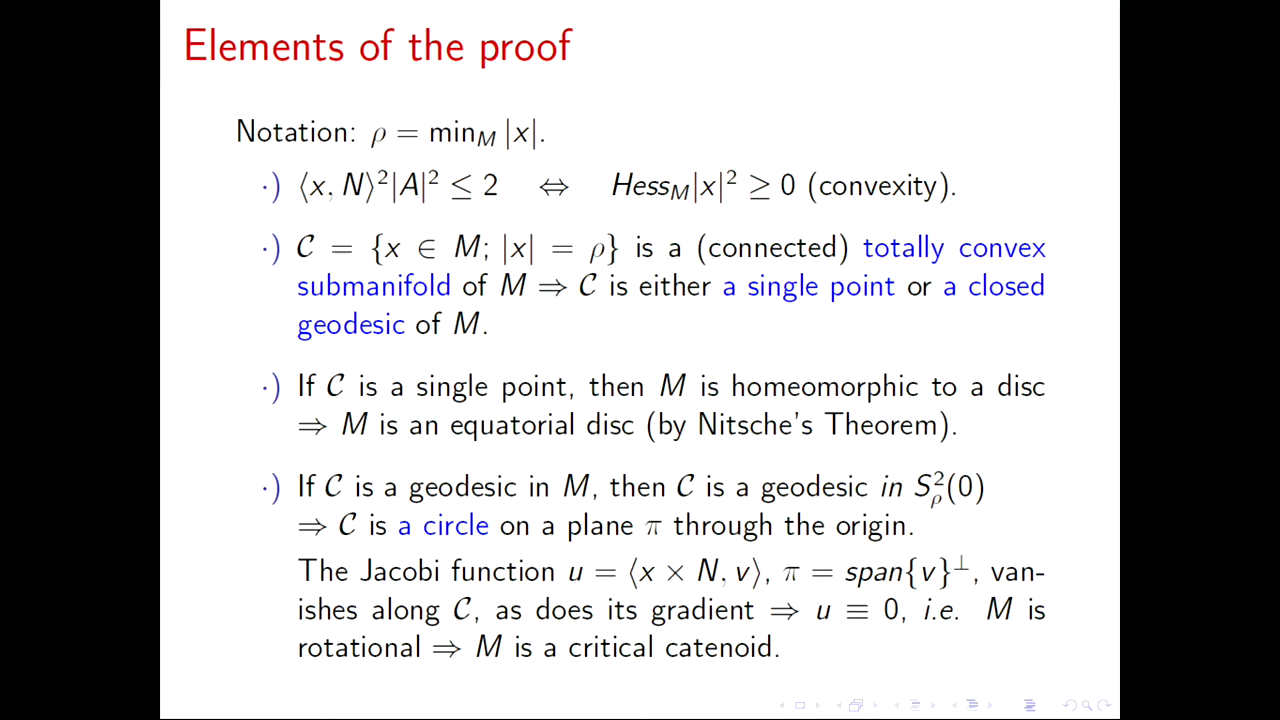 Elements of the proof
Notation: ρ = min_M |x|.
·) ⟨x, N⟩²|A|² ≤ 2 ⇔ Hess_M|x|² ≥ 0 (convexity).
·) 𝒞 = {x ∈ M; |x| = ρ} is a (connected) totally convex
submanifold of M ⇒ 𝒞 is either a single point or a closed
geodesic of M.
·) If 𝒞 is a single point, then M is homeomorphic to a disc
⇒ M is an equatorial disc (by Nitsche's Theorem).
·) If 𝒞 is a geodesic in M, then 𝒞 is a geodesic in S²_ρ(0)
⇒ 𝒞 is a circle on a plane π through the origin.
The Jacobi function u = ⟨x × N, v⟩, π = span{v}^⊥, van-
ishes along 𝒞, as does its gradient ⇒ u ≡ 0, i.e. M is
rotational ⇒ M is a critical catenoid.